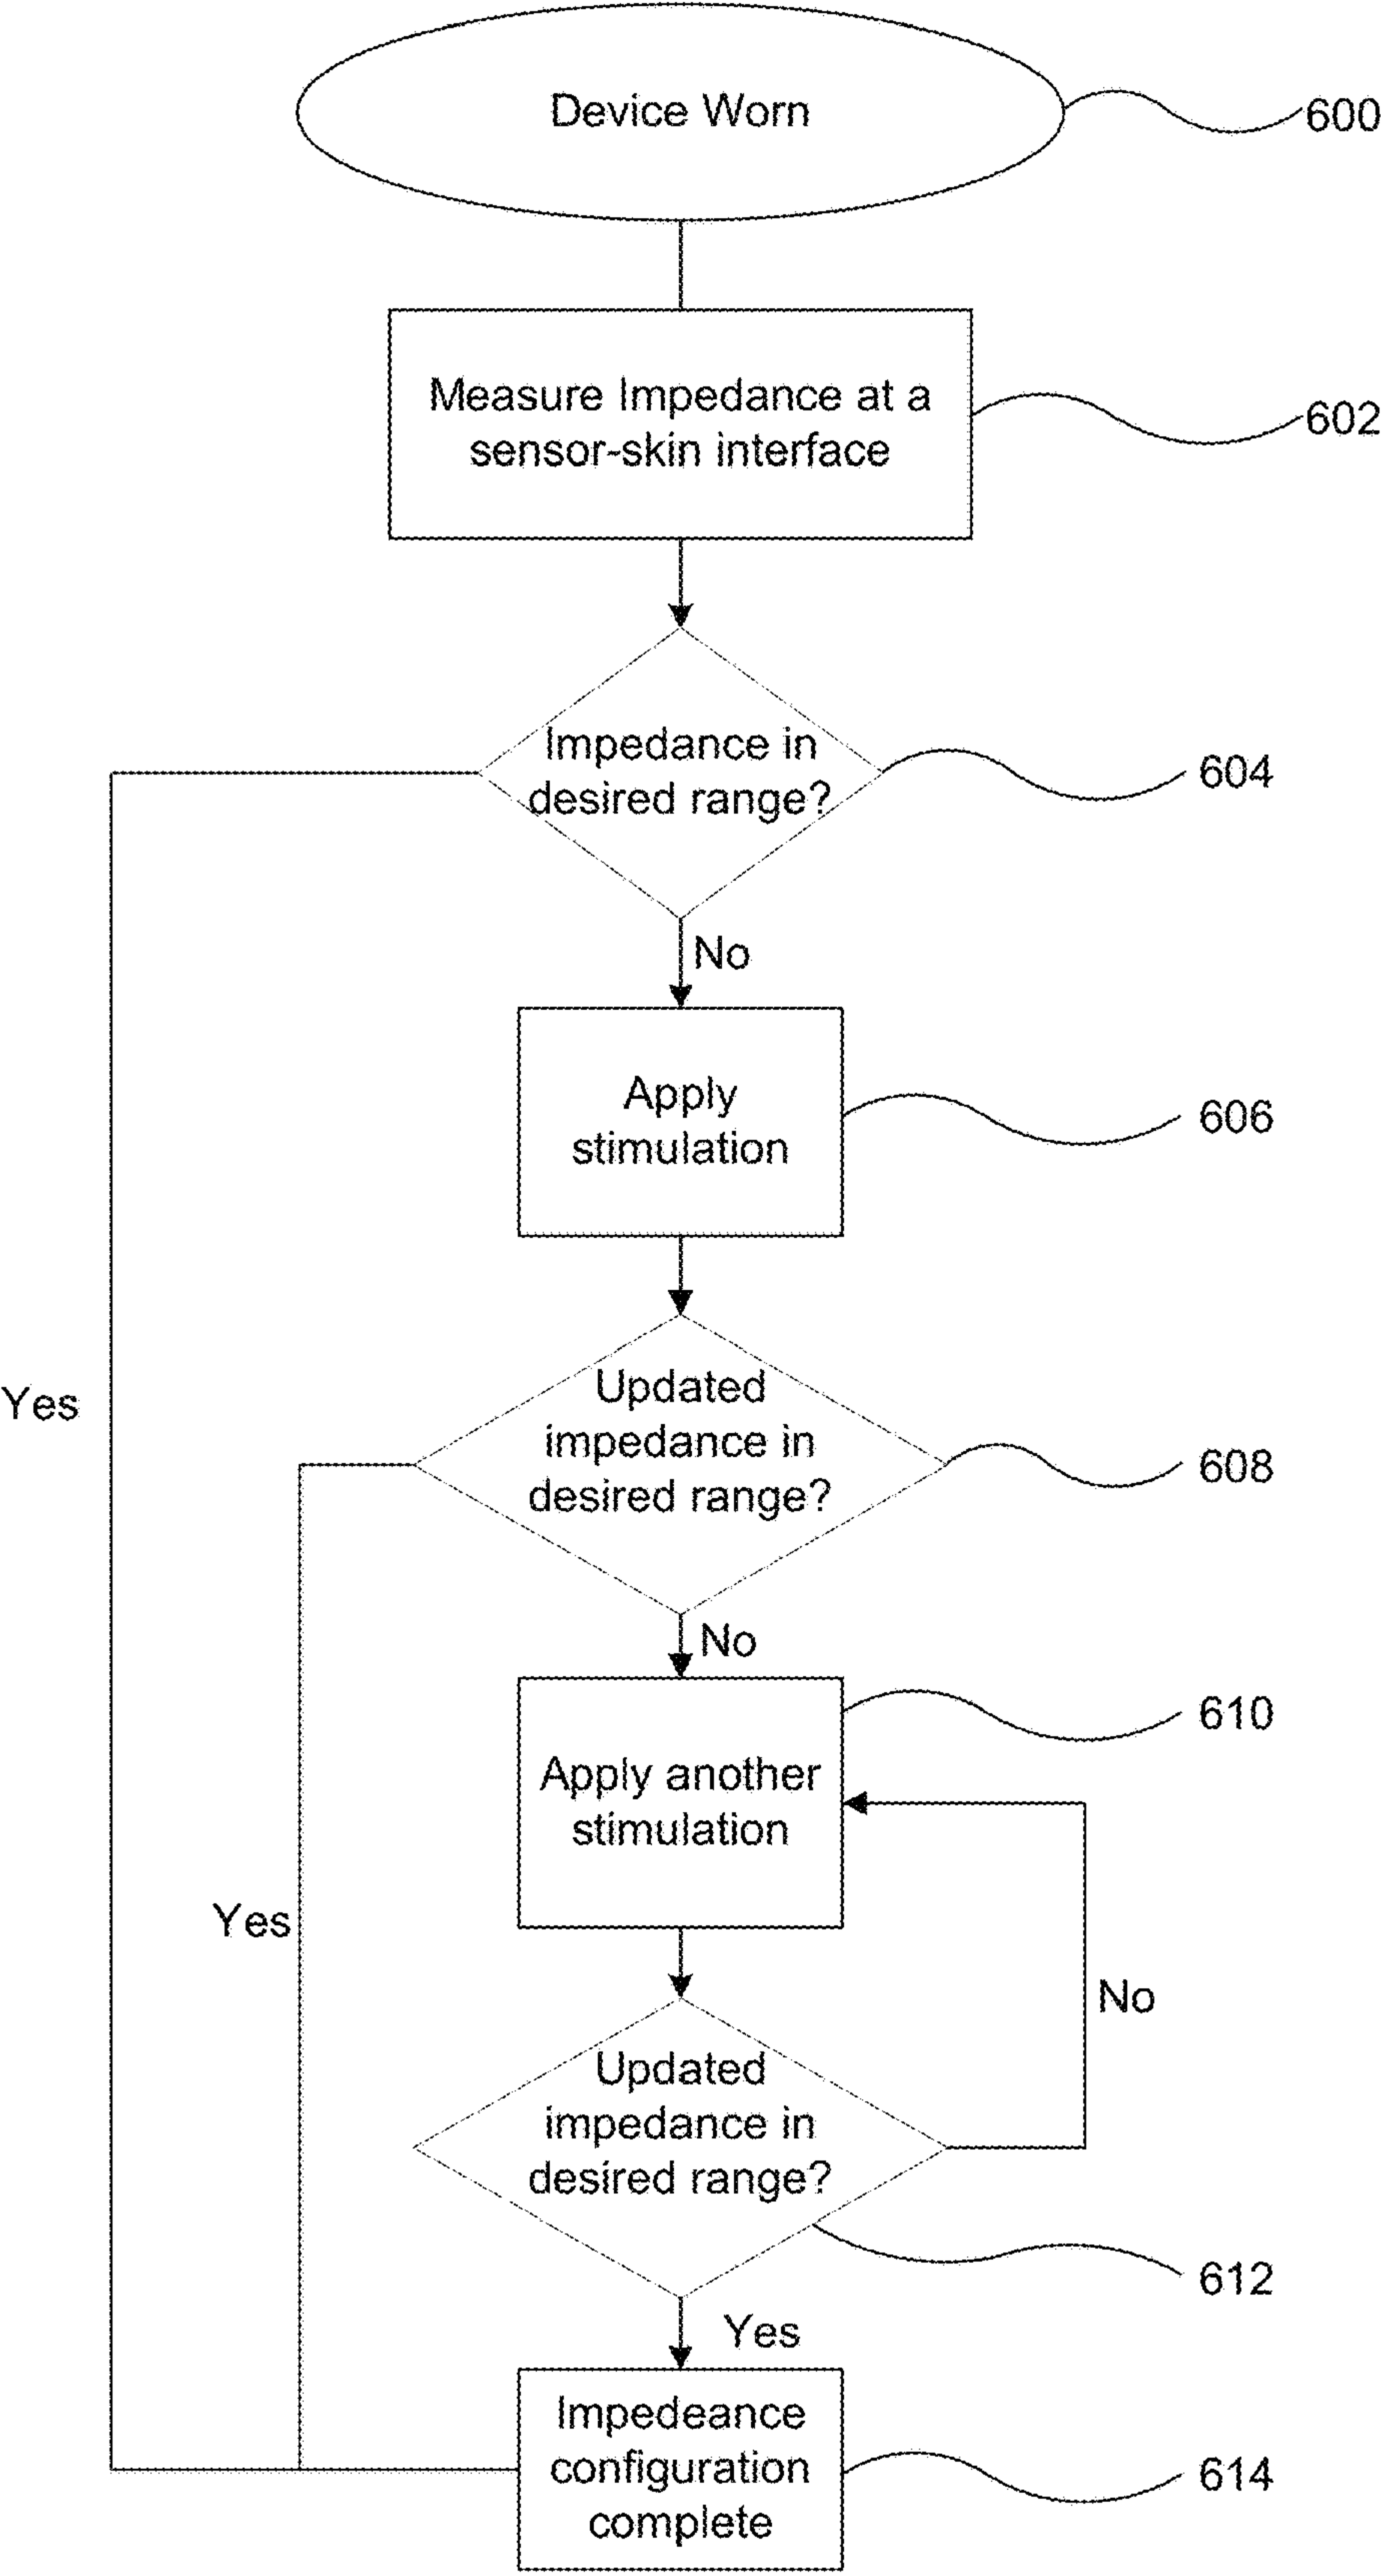 Device Worn
600
Measure Impedance at a
sensor-skin interface
602
Impedance in
desired range?
604
No
Apply
stimulation
606
Yes
Updated
impedance in
desired range?
608
No
610
Apply another
stimulation
Yes
No
Updated
impedance in
desired range?
612
Yes
Impedeance
configuration
complete
614